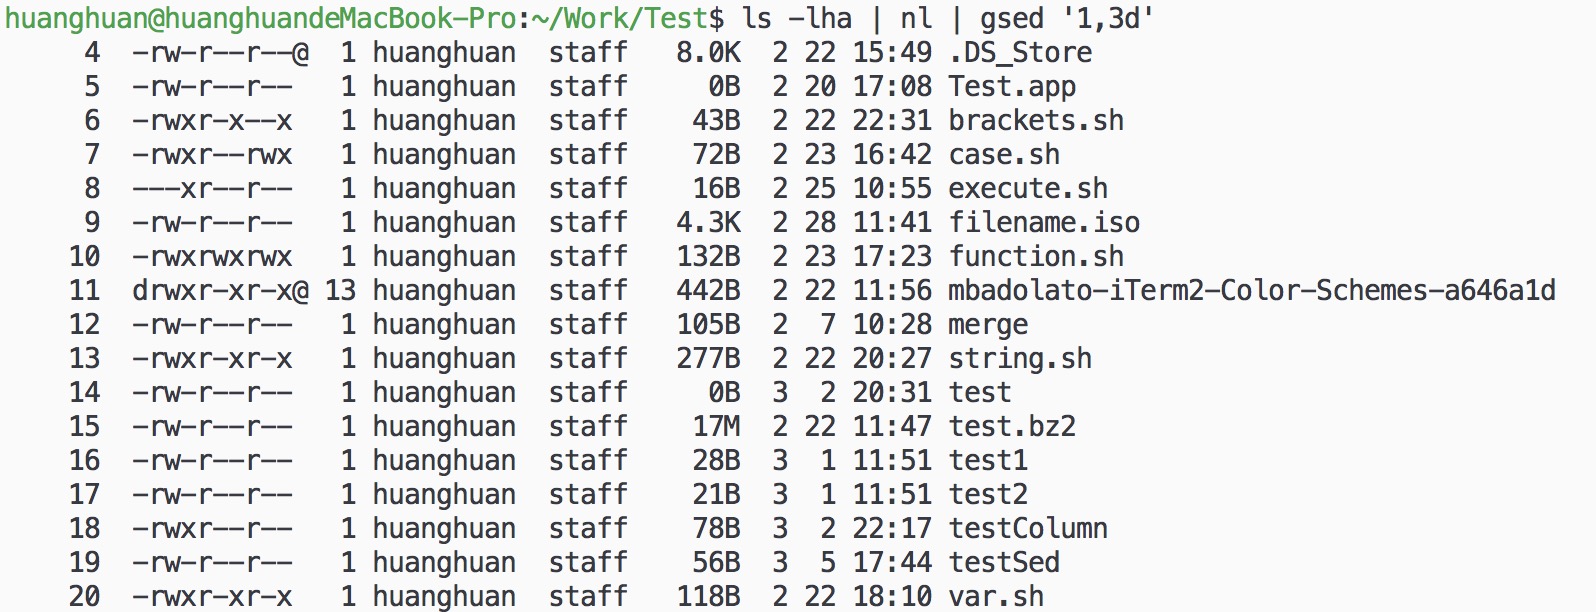 huanghuan@huanghuandeMacBook-Pro:~/Work/Test$ ls -lha | nl | gsed '1,3d'
     4  -rw-r--r--@  1 huanghuan  staff   8.0K  2 22 15:49 .DS_Store
     5  -rw-r--r--   1 huanghuan  staff     0B  2 20 17:08 Test.app
     6  -rwxr-x--x   1 huanghuan  staff    43B  2 22 22:31 brackets.sh
     7  -rwxr--rwx   1 huanghuan  staff    72B  2 23 16:42 case.sh
     8  ---xr--r--   1 huanghuan  staff    16B  2 25 10:55 execute.sh
     9  -rw-r--r--   1 huanghuan  staff   4.3K  2 28 11:41 filename.iso
    10  -rwxrwxrwx   1 huanghuan  staff   132B  2 23 17:23 function.sh
    11  drwxr-xr-x@ 13 huanghuan  staff   442B  2 22 11:56 mbadolato-iTerm2-Color-Schemes-a646a1d
    12  -rw-r--r--   1 huanghuan  staff   105B  2  7 10:28 merge
    13  -rwxr-xr-x   1 huanghuan  staff   277B  2 22 20:27 string.sh
    14  -rw-r--r--   1 huanghuan  staff     0B  3  2 20:31 test
    15  -rw-r--r--   1 huanghuan  staff    17M  2 22 11:47 test.bz2
    16  -rw-r--r--   1 huanghuan  staff    28B  3  1 11:51 test1
    17  -rw-r--r--   1 huanghuan  staff    21B  3  1 11:51 test2
    18  -rwxr--r--   1 huanghuan  staff    78B  3  2 22:17 testColumn
    19  -rwxr--r--   1 huanghuan  staff    56B  3  5 17:44 testSed
    20  -rwxr-xr-x   1 huanghuan  staff   118B  2 22 18:10 var.sh